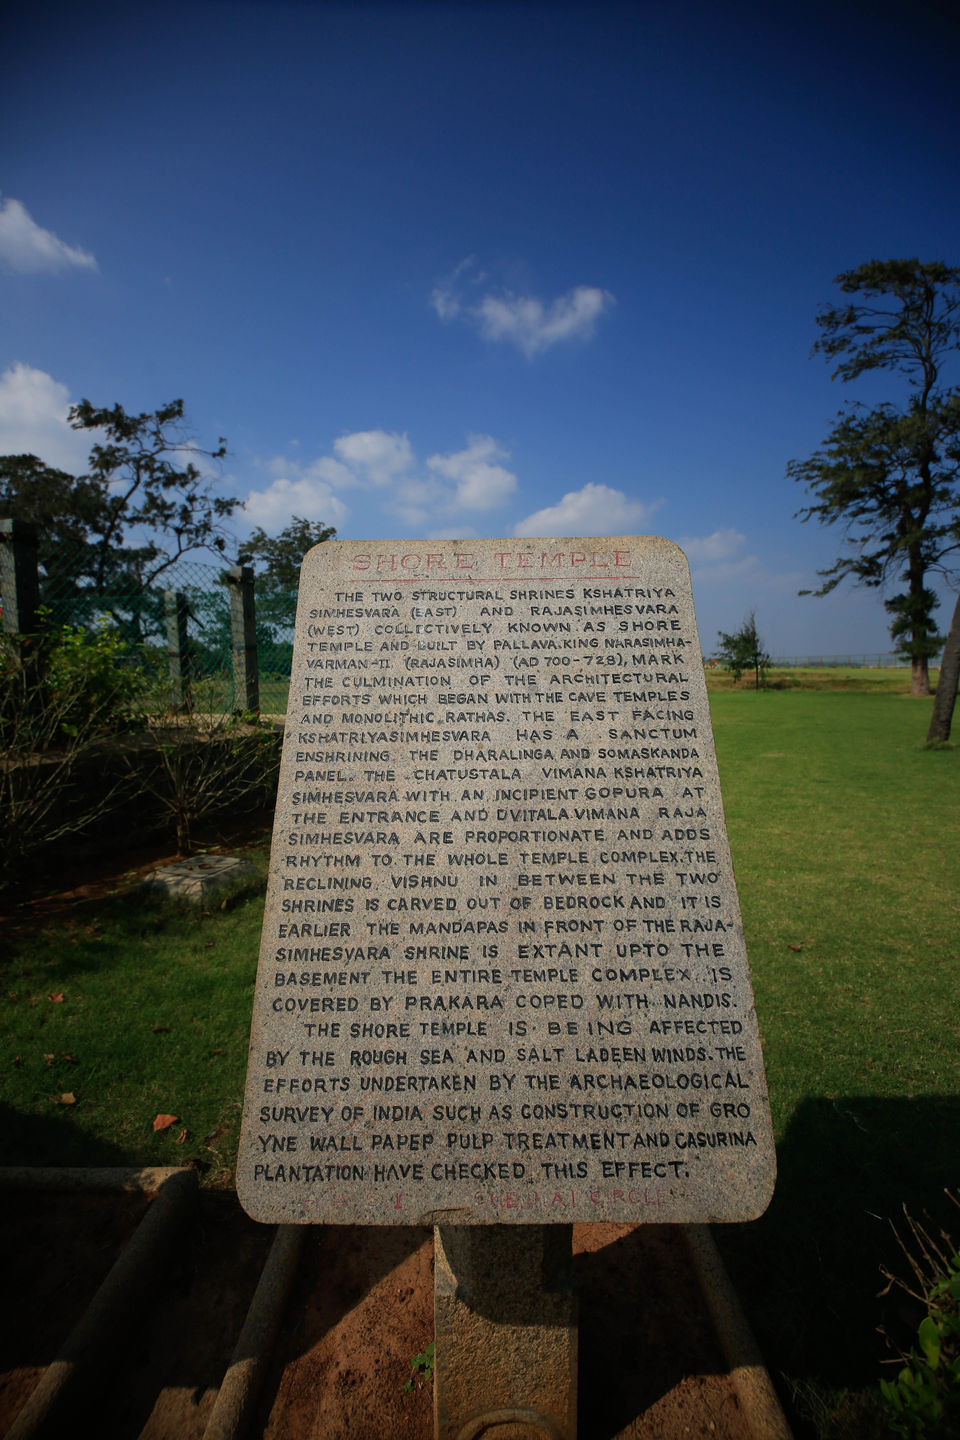 SHORE TEMPLE
THE TWO STRUCTURAL SHRINES KSHATRIYA
SIMHESVARA (EAST) AND RAJASIMHESVARA
(WEST) COLLECTIVELY KNOWN AS SHORE
TEMPLE AND BUILT BY PALLAVA.KING NARASIMHA-
VARMAN-II (RAJASIMHA) (AD 700-728), MARK
THE CULMINATION OF THE ARCHITECTURAL
EFFORTS WHICH BEGAN WITH THE CAVE TEMPLES
AND MONOLITHIC RATHAS. THE EAST FACING
KSHATRIYASIMHESVARA HAS A SANCTUM
ENSHRINING THE DHARALINGA AND SOMASKANDA
PANEL. THE CHATUSTALA VIMANA KSHATRIYA
SIMHESVARA WITH AN INCIPIENT GOPURA AT
THE ENTRANCE AND DVITALA VIMANA RAJA
SIMHESVARA ARE PROPORTIONATE AND ADDS
RHYTHM TO THE WHOLE TEMPLE COMPLEX.THE
RECLINING VISHNU IN BETWEEN THE TWO
SHRINES IS CARVED OUT OF BEDROCK AND IT IS
EARLIER THE MANDAPAS IN FRONT OF THE RAJA-
SIMHESVARA SHRINE IS EXTANT UPTO THE
BASEMENT THE ENTIRE TEMPLE COMPLEX IS
COVERED BY PRAKARA COPED WITH NANDIS.
THE SHORE TEMPLE IS BEING AFFECTED
BY THE ROUGH SEA AND SALT LADEEN WINDS. THE
EFFORTS UNDERTAKEN BY THE ARCHAEOLOGICAL
SURVEY OF INDIA SUCH AS CONSTRUCTION OF GRO
YNE WALL PAPEP PULP TREATMENT AND CASURINA
PLANTATION HAVE CHECKED THIS EFFECT.
CIRCLE